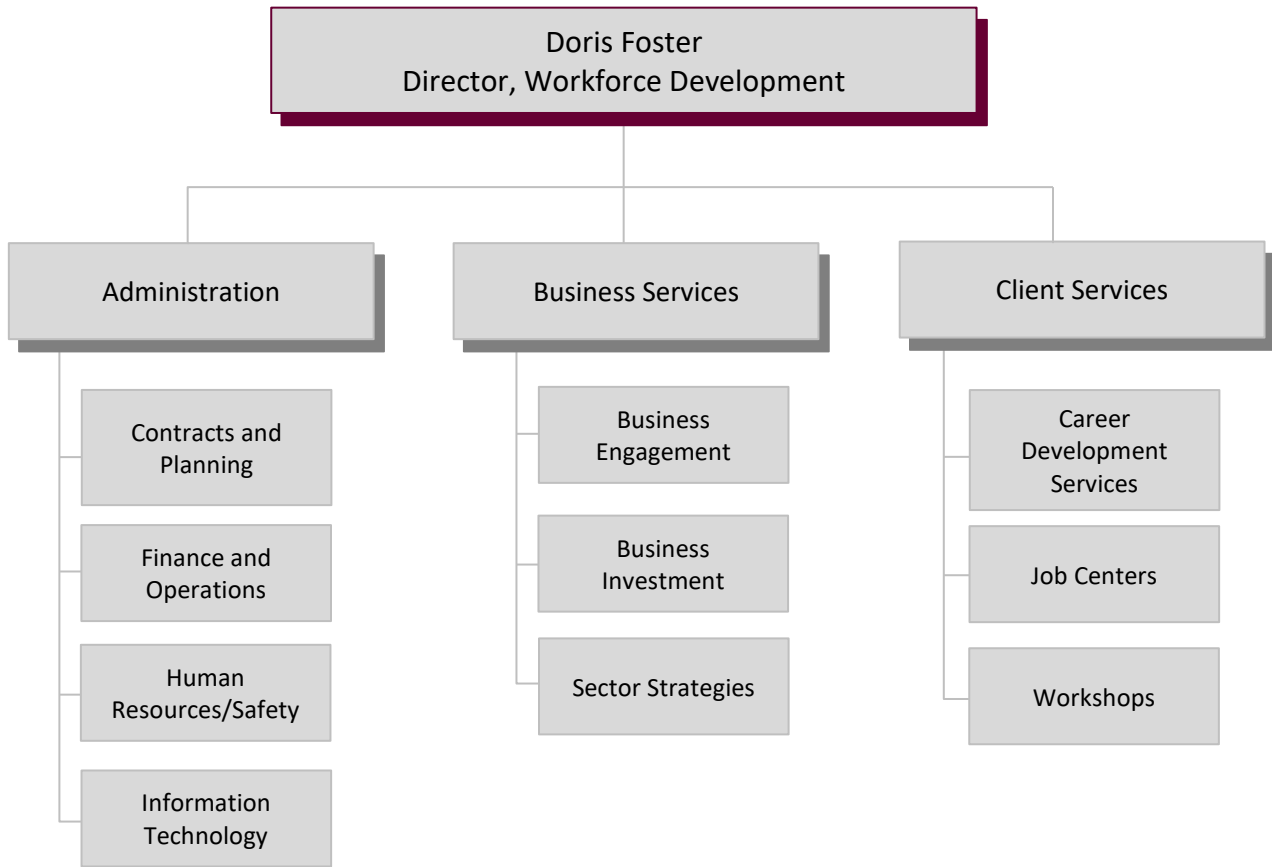 Doris Foster
Director, Workforce Development
Administration
Business Services
Client Services
Contracts and
Planning
Finance and
Operations
Human
Resources/Safety
Information
Technology
Business
Engagement
Business
Investment
Sector Strategies
Career
Development
Services
Job Centers
Workshops